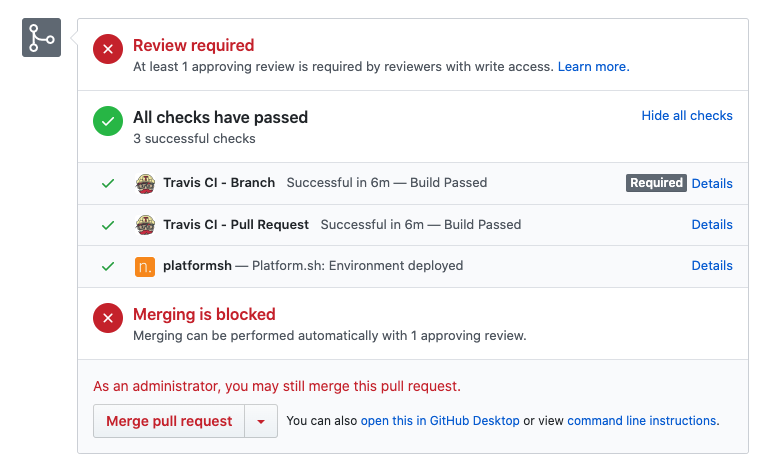 Review required
At least 1 approving review is required by reviewers with write access. Learn more.
All checks have passed
Hide all checks
3 successful checks
Travis CI - Branch Successful in 6m — Build Passed Required Details
Travis CI - Pull Request Successful in 6m — Build Passed Details
n. platformsh — Platform.sh: Environment deployed Details
Merging is blocked
Merging can be performed automatically with 1 approving review.
As an administrator, you may still merge this pull request.
Merge pull request You can also open this in GitHub Desktop or view command line instructions.